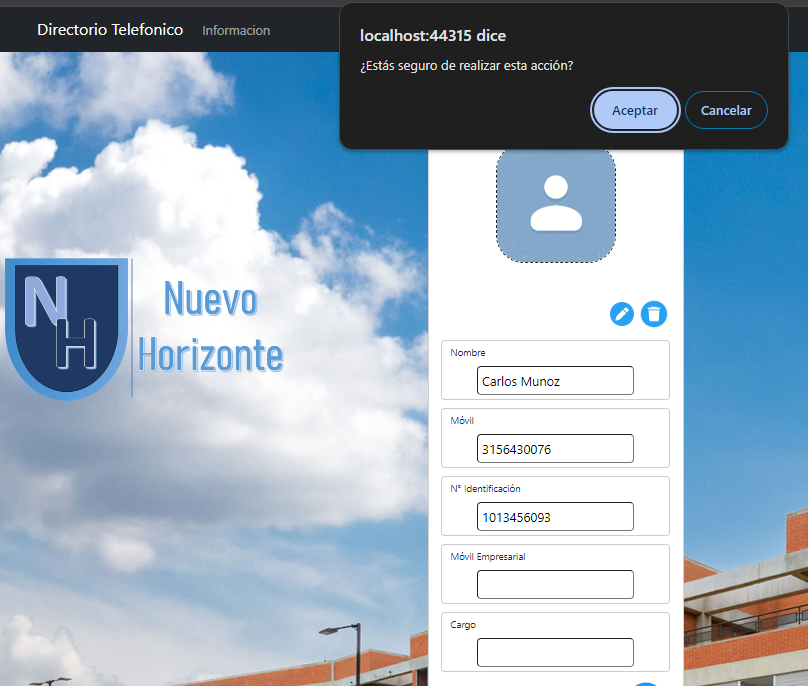 Directorio Telefonico
Informacion
localhost:44315 dice
¿Estás seguro de realizar esta acción?
Aceptar
Cancelar
NH
Nuevo
Horizonte
Nombre
Carlos Munoz
Móvil
3156430076
N° Identificación
1013456093
Móvil Empresarial
Cargo